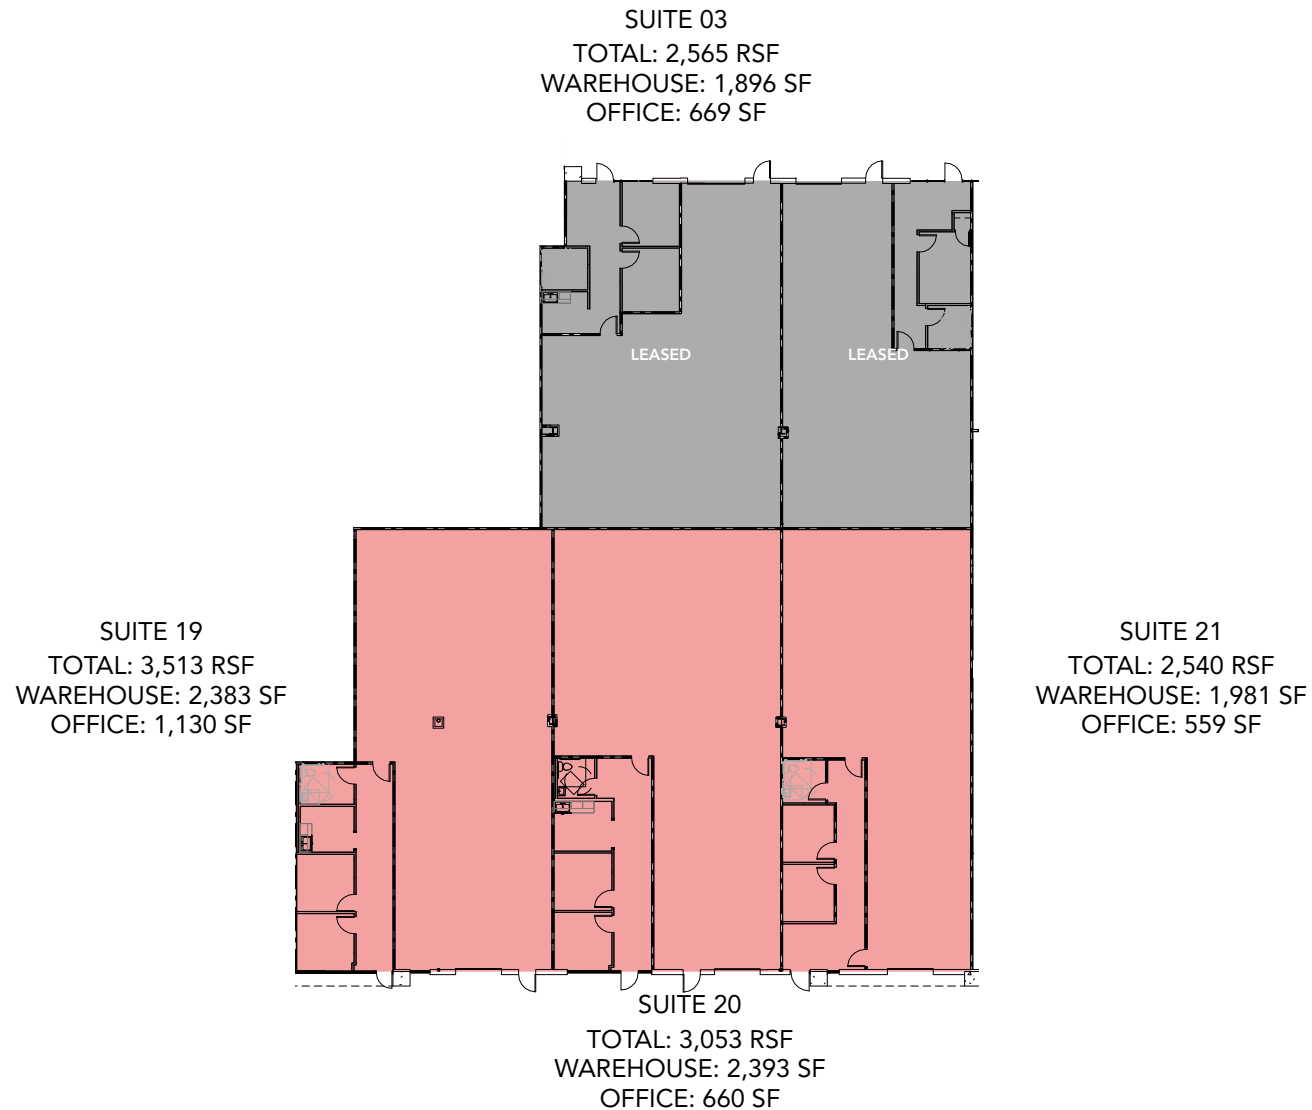 SUITE 03
TOTAL: 2,565 RSF
WAREHOUSE: 1,896 SF
OFFICE: 669 SF
LEASED
LEASED
SUITE 19
TOTAL: 3,513 RSF
WAREHOUSE: 2,383 SF
OFFICE: 1,130 SF
SUITE 21
TOTAL: 2,540 RSF
WAREHOUSE: 1,981 SF
OFFICE: 559 SF
SUITE 20
TOTAL: 3,053 RSF
WAREHOUSE: 2,393 SF
OFFICE: 660 SF